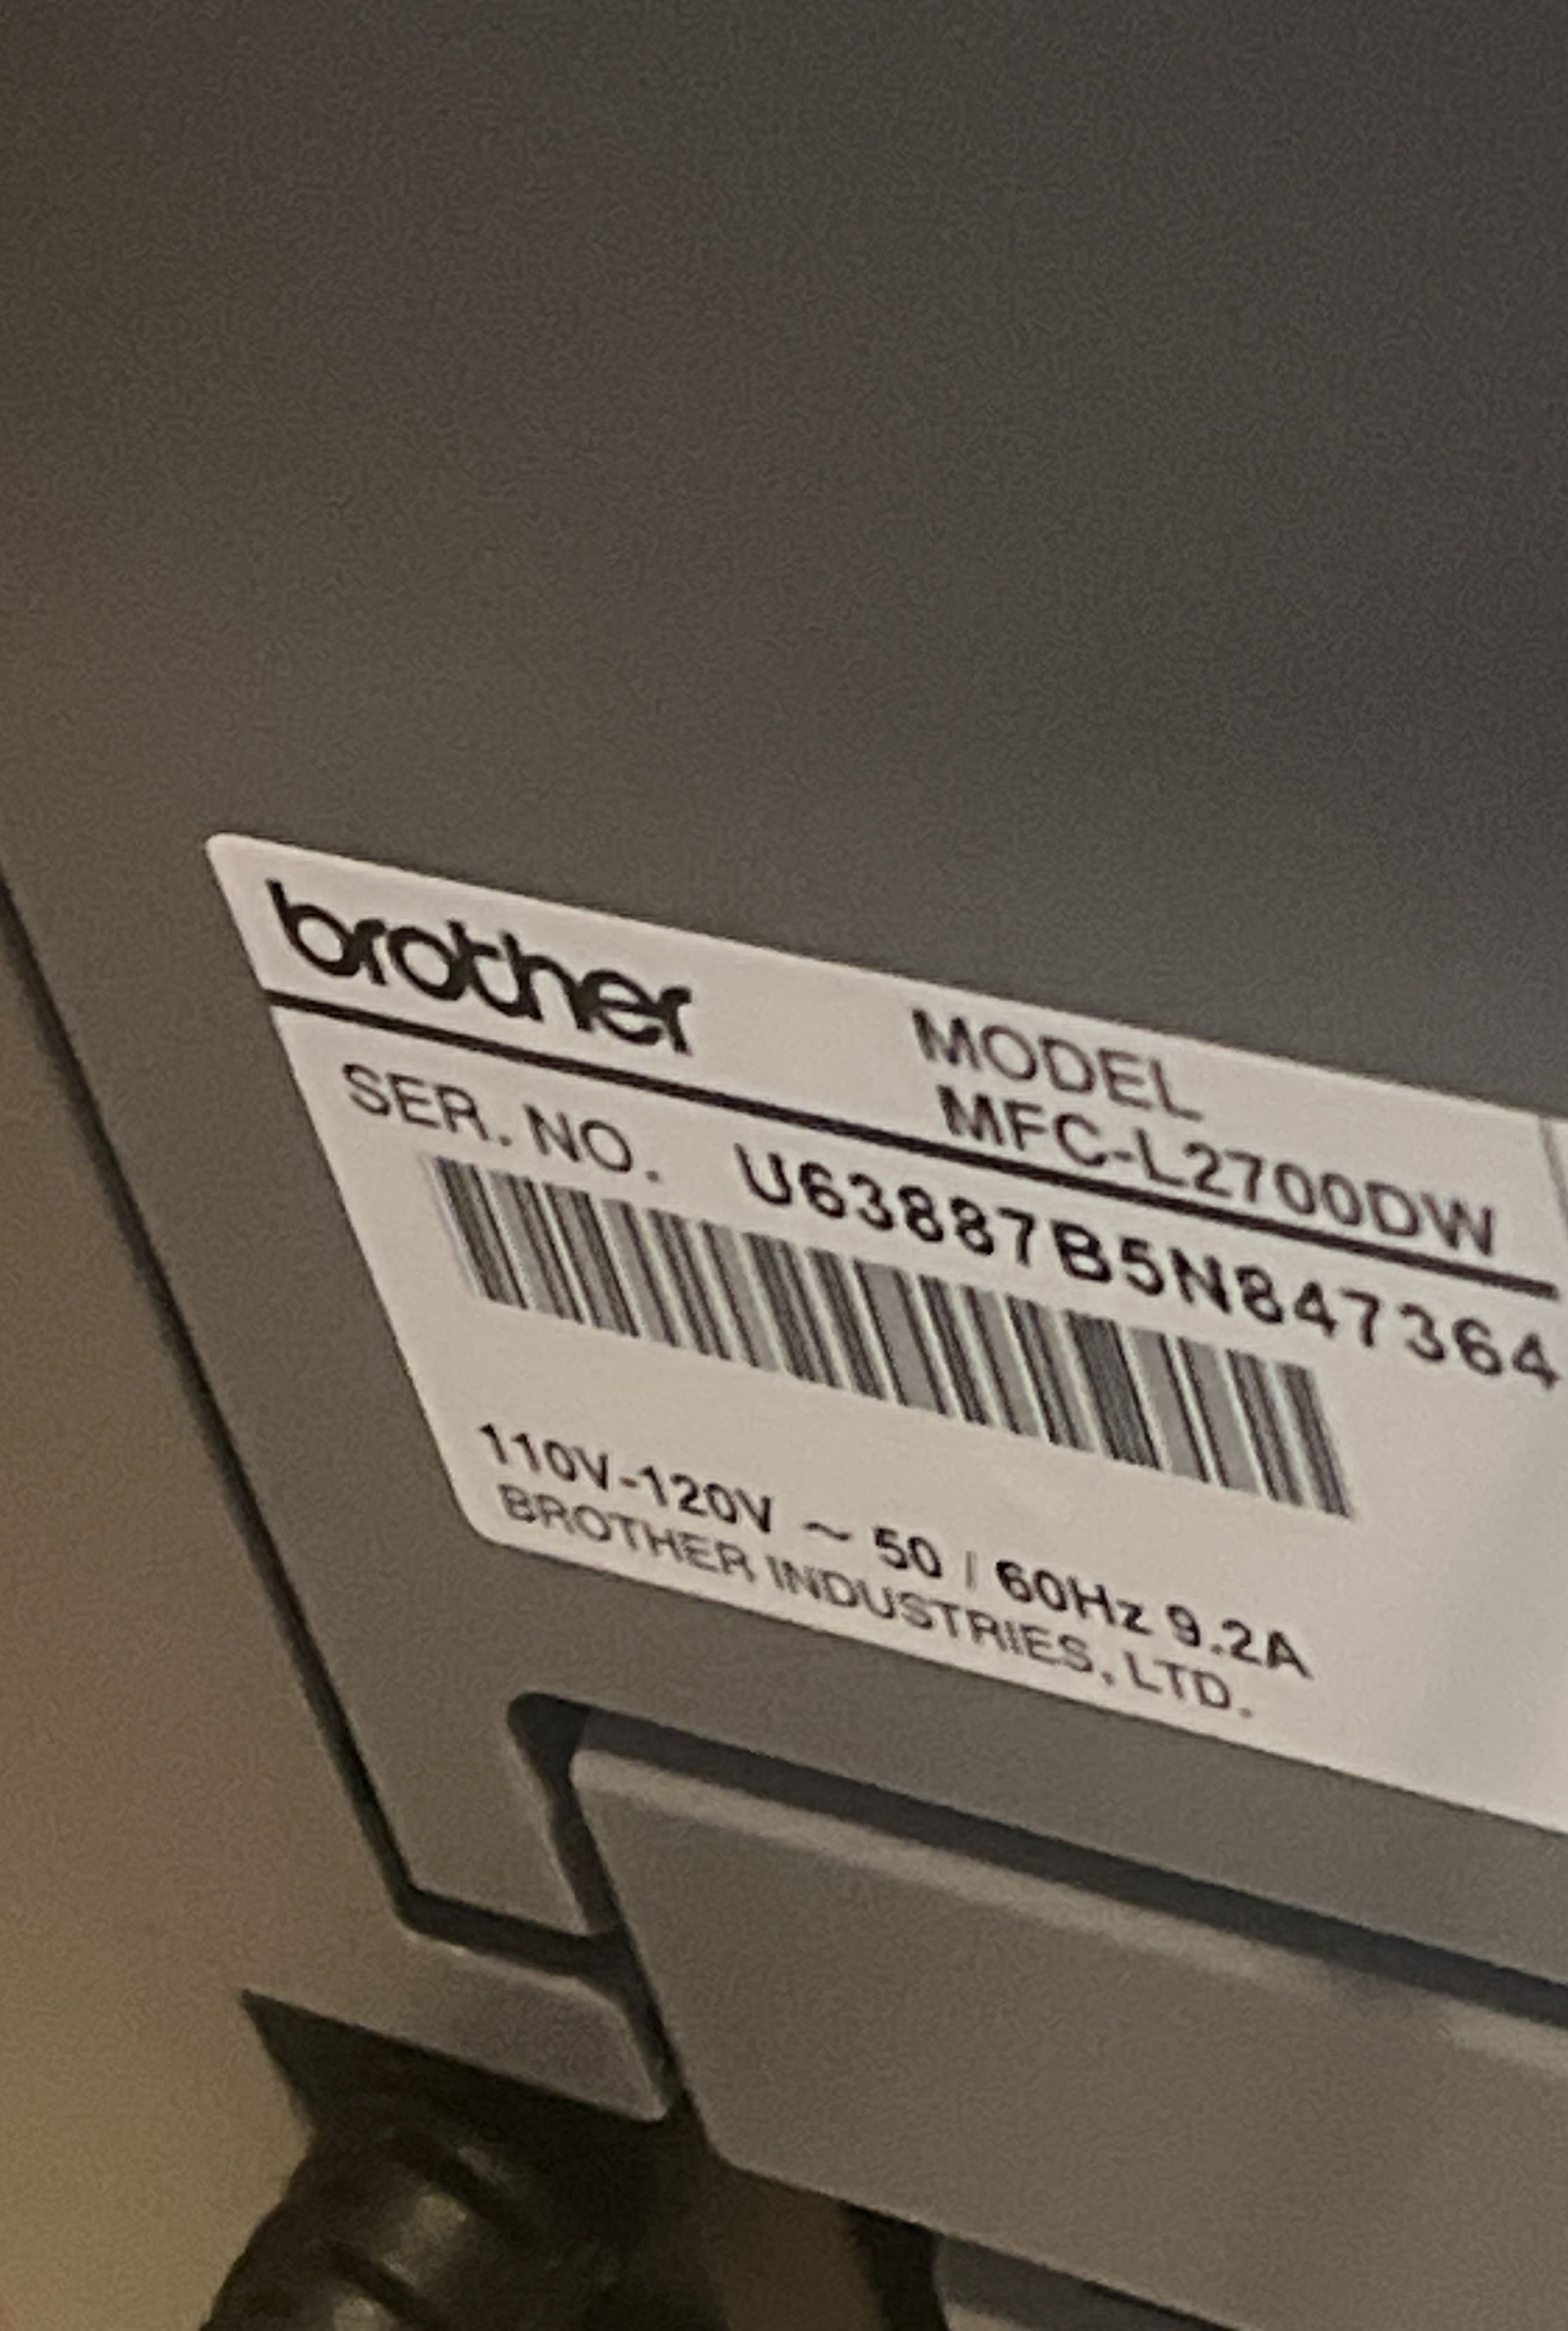 brother
MODEL
MFC-L2700DW
SER. NO. U63887B5N847364
110V-120V ~ 50 / 60Hz 9.2A
BROTHER INDUSTRIES, LTD.